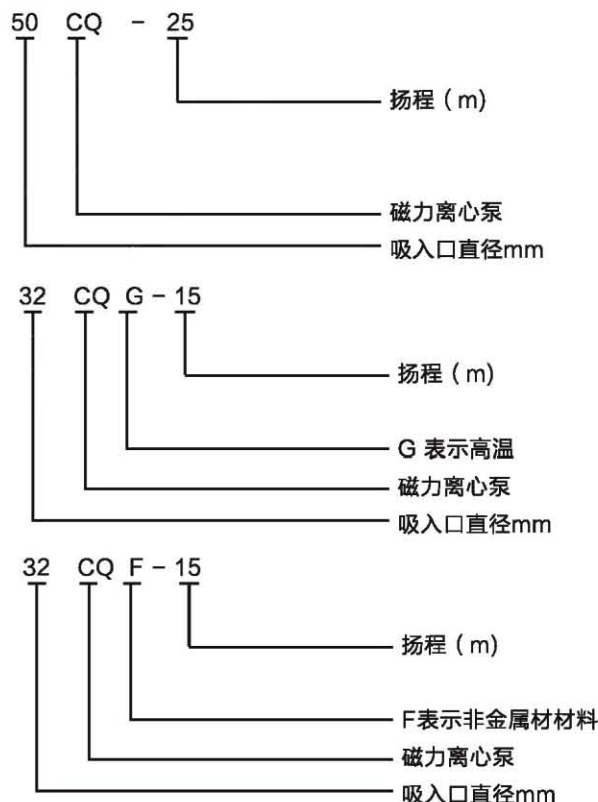 50 CQ - 25
扬程（m)
磁力离心泵
吸入口直径mm
32 CQ G - 15
扬程（m)
G 表示高温
磁力离心泵
吸入口直径mm
32 CQ F - 15
扬程（m)
F表示非金属材材料
磁力离心泵
吸入口直径mm